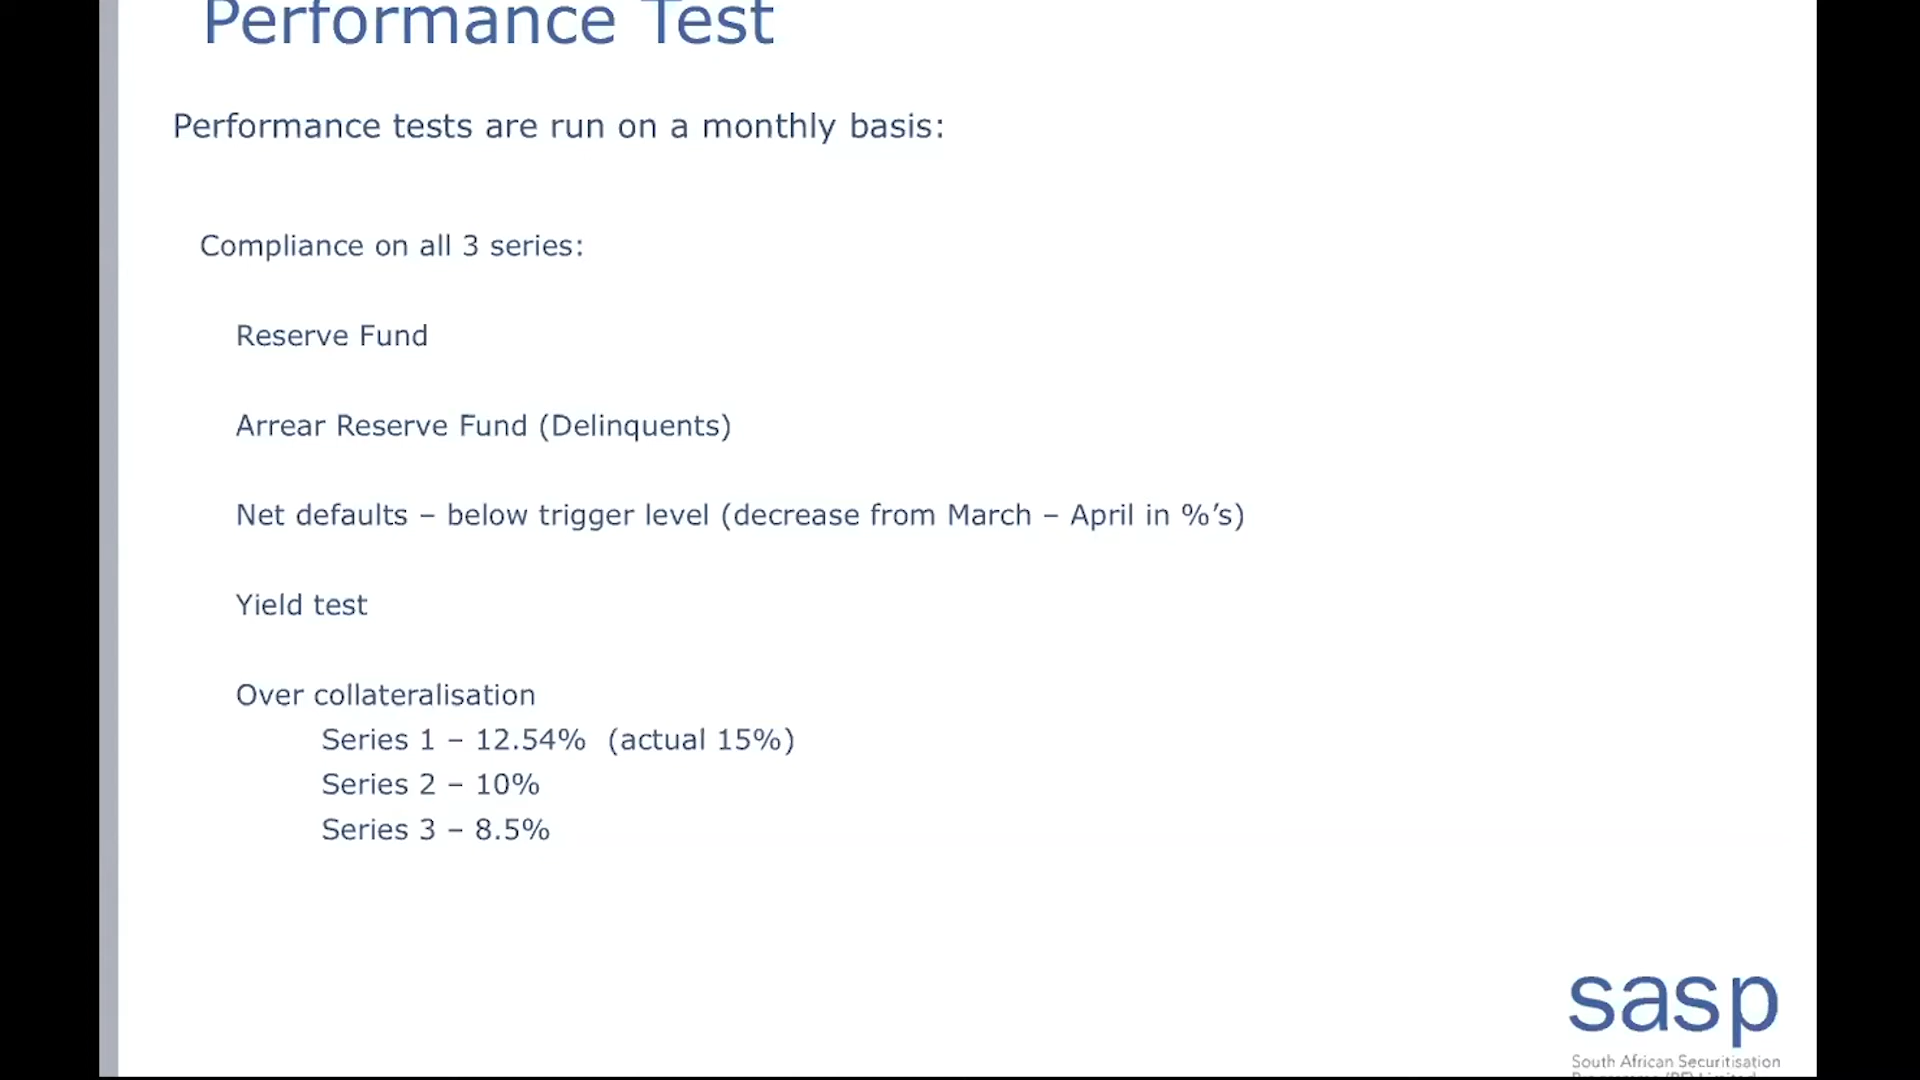 Performance Test
Performance tests are run on a monthly basis:
Compliance on all 3 series:
Reserve Fund
Arrear Reserve Fund (Delinquents)
Net defaults – below trigger level (decrease from March – April in %’s)
Yield test
Over collateralisation
Series 1 – 12.54% (actual 15%)
Series 2 – 10%
Series 3 – 8.5%
sasp
South African Securitisation